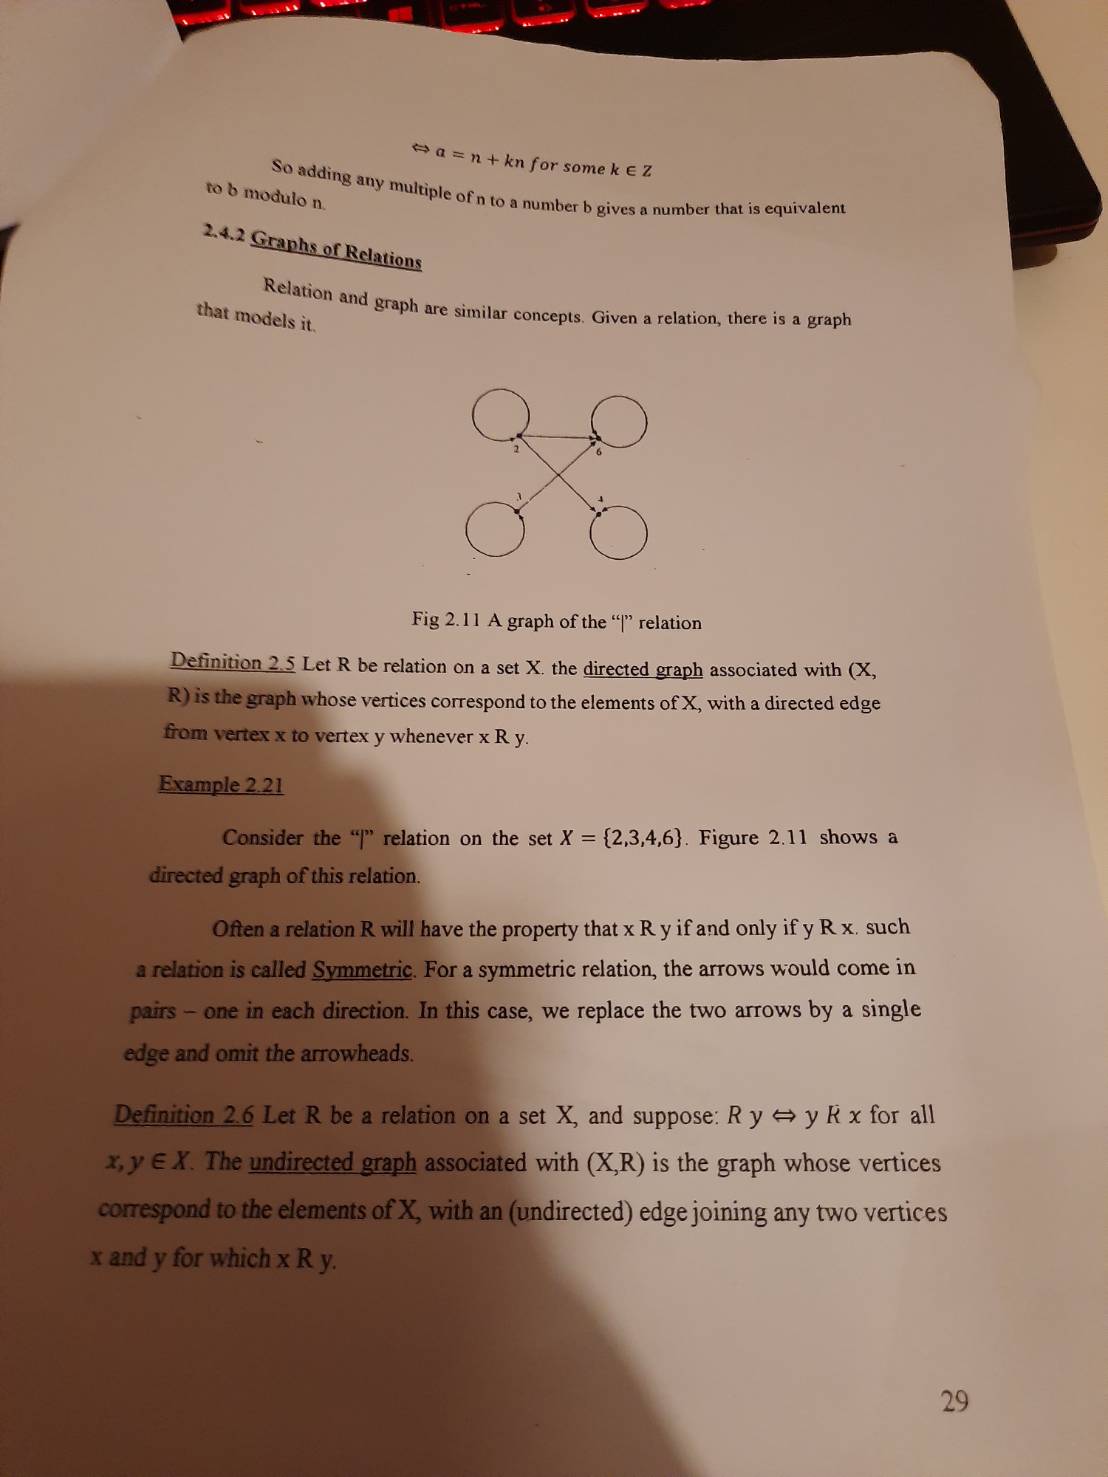 ⇔ a = n + kn for some k ∈ Z
So adding any multiple of n to a number b gives a number that is equivalent
to b modulo n.
2.4.2 Graphs of Relations
Relation and graph are similar concepts. Given a relation, there is a graph
that models it.
2
6
3
4
Fig 2.11 A graph of the “|” relation
Definition 2.5 Let R be relation on a set X. the directed graph associated with (X,
R) is the graph whose vertices correspond to the elements of X, with a directed edge
from vertex x to vertex y whenever x R y.
Example 2.21
Consider the “|” relation on the set X = {2,3,4,6}. Figure 2.11 shows a
directed graph of this relation.
Often a relation R will have the property that x R y if and only if y R x. such
a relation is called Symmetric. For a symmetric relation, the arrows would come in
pairs – one in each direction. In this case, we replace the two arrows by a single
edge and omit the arrowheads.
Definition 2.6 Let R be a relation on a set X, and suppose: R y ⇔ y R x for all
x, y ∈ X. The undirected graph associated with (X,R) is the graph whose vertices
correspond to the elements of X, with an (undirected) edge joining any two vertices
x and y for which x R y.
29